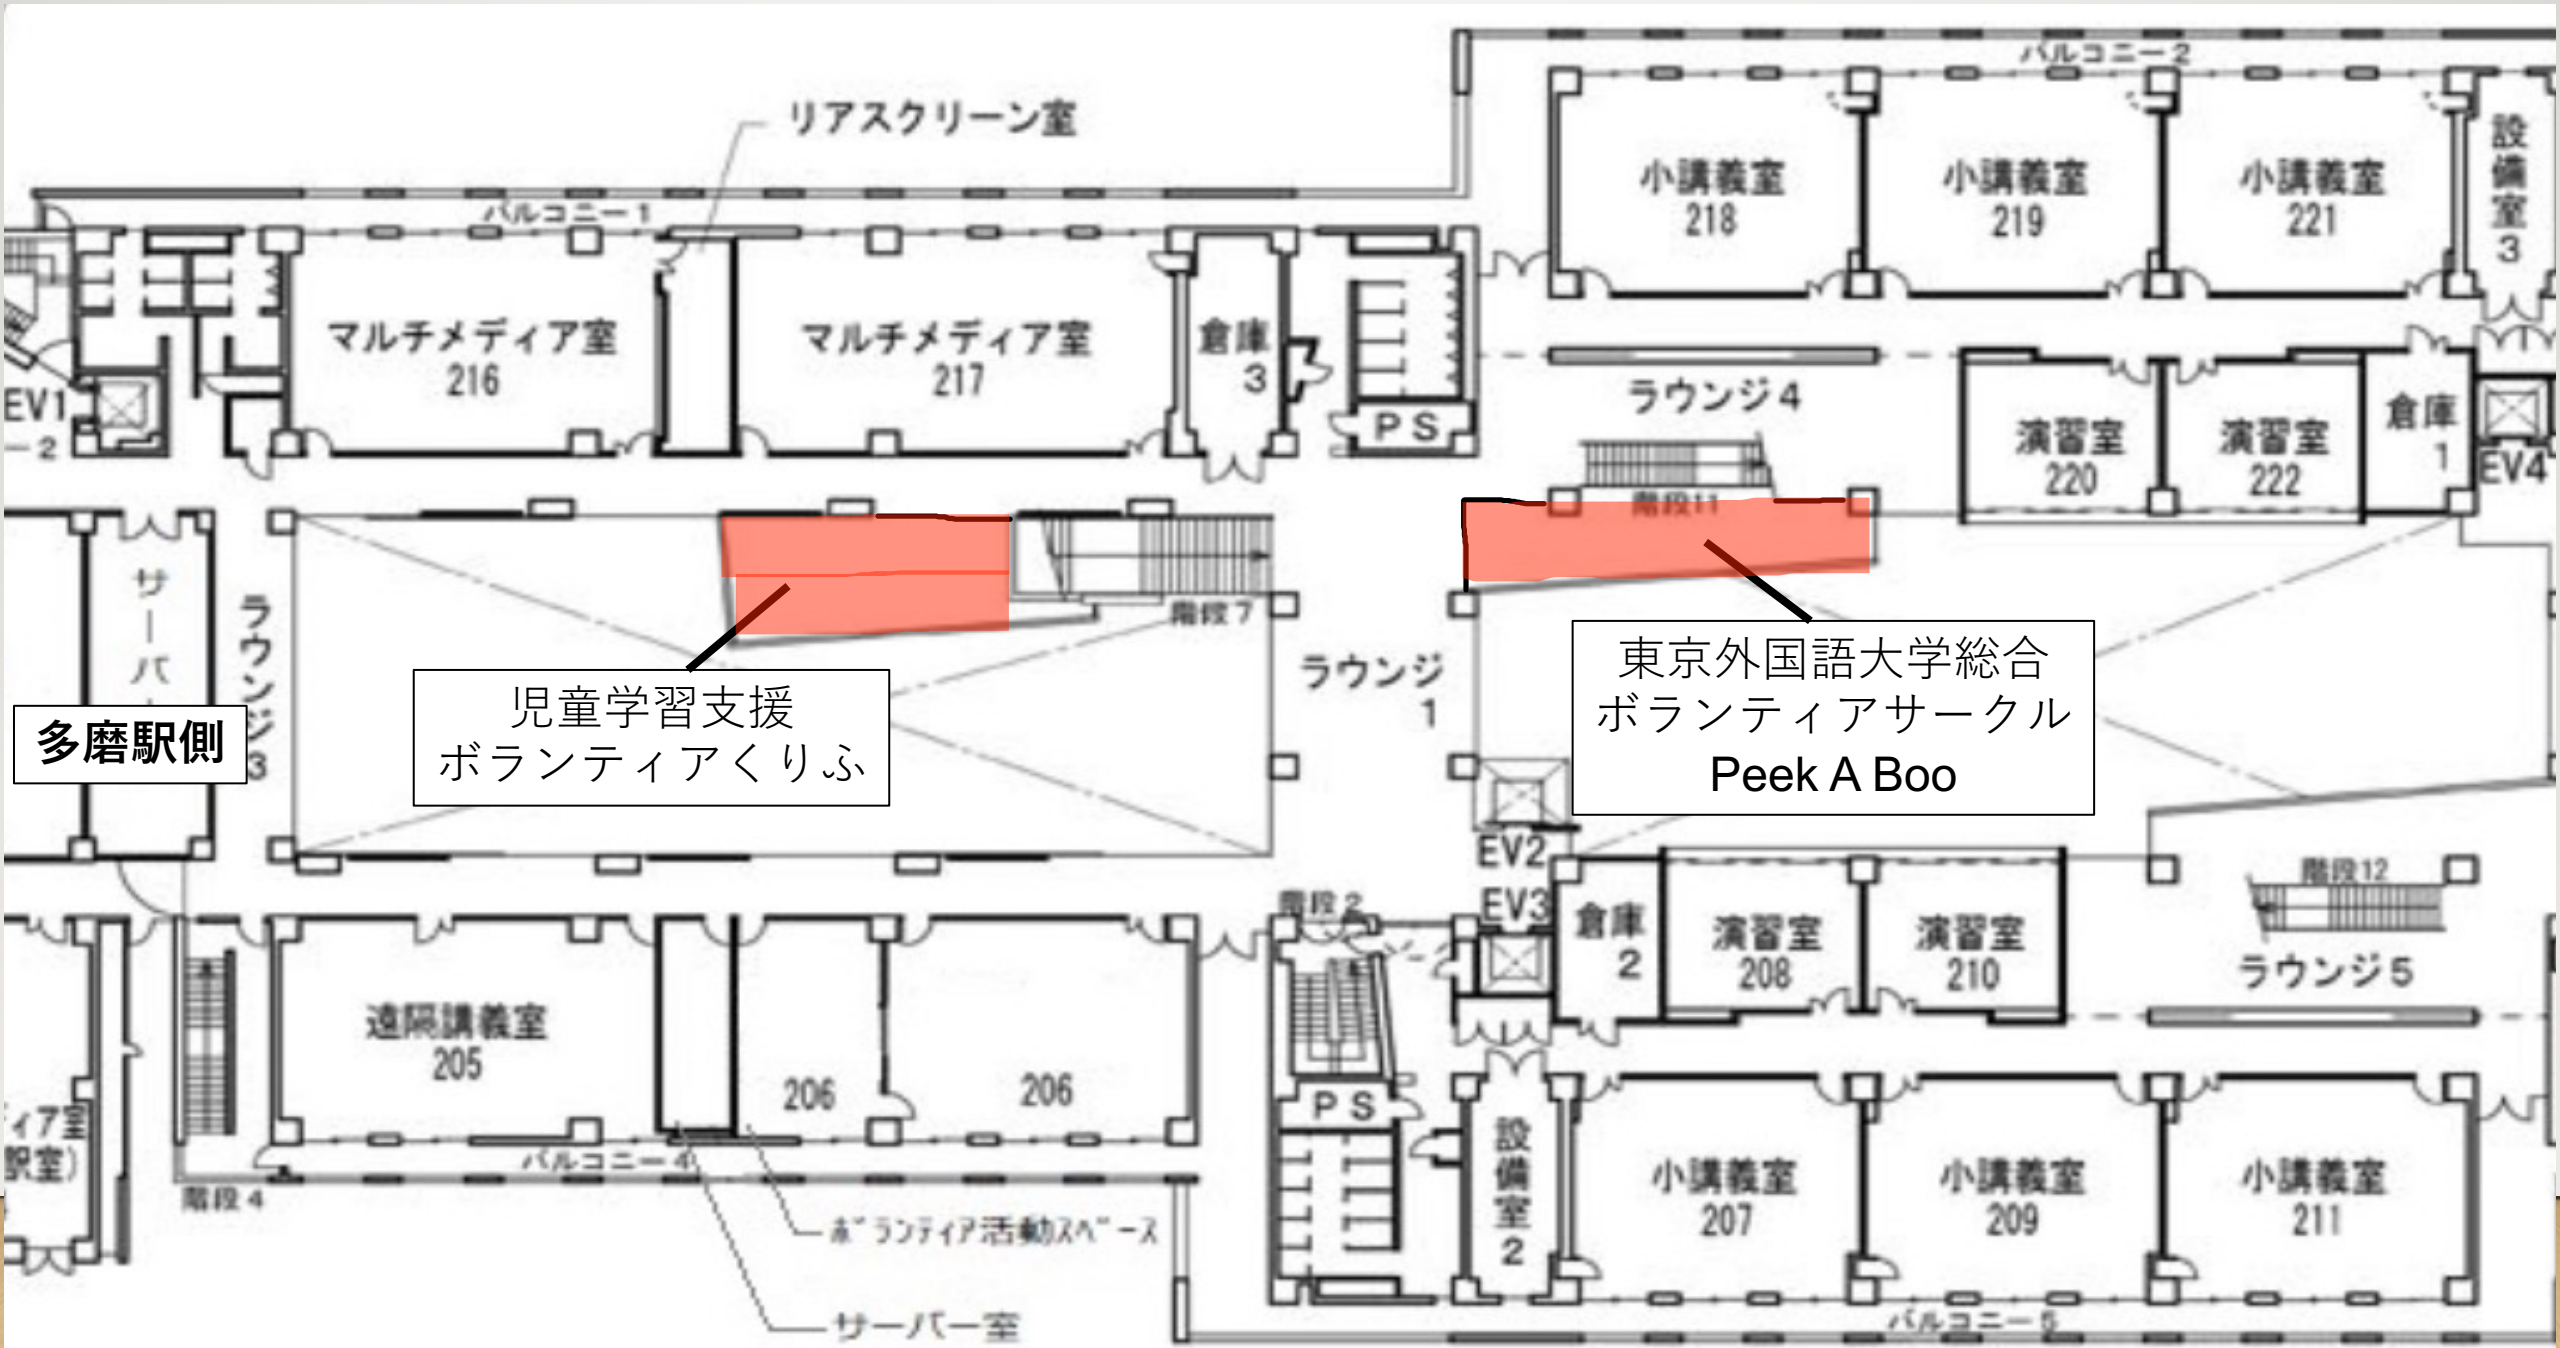 バルコニー2
リアスクリーン室
小講義室
218
小講義室
219
小講義室
221
設備室3
バルコニー1
マルチメディア室
216
マルチメディア室
217
倉庫
3
PS
ラウンジ4
演習室
220
演習室
222
倉庫
1
EV1
-2
EV4
階段11
階段7
サーバ
ラウンジ3
多磨駅側
児童学習支援
ボランティアくりふ
ラウンジ
1
東京外国語大学総合
ボランティアサークル
Peek A Boo
EV2
EV3
階段2
倉庫
2
演習室
208
演習室
210
階段12
ラウンジ5
遠隔講義室
205
206
206
PS
ィア室
訳室)
バルコニー4
階段4
ボランティア活動スペース
サーバー室
設備室2
小講義室
207
小講義室
209
小講義室
211
バルコニー5